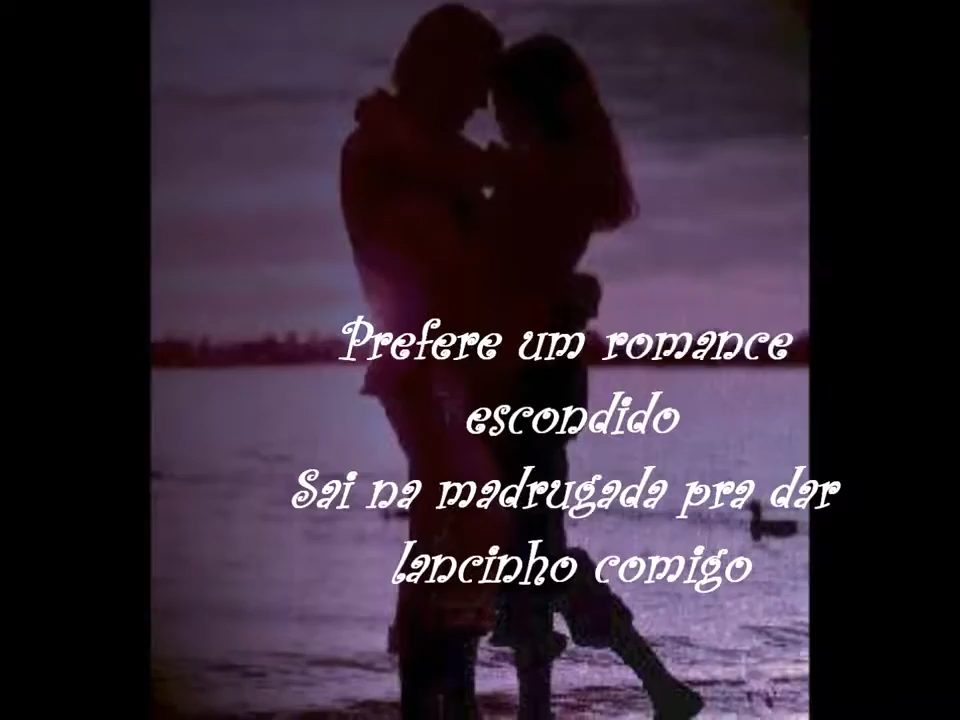 Prefere um romance
escondido
Sai na madrugada pra dar
lancinho comigo